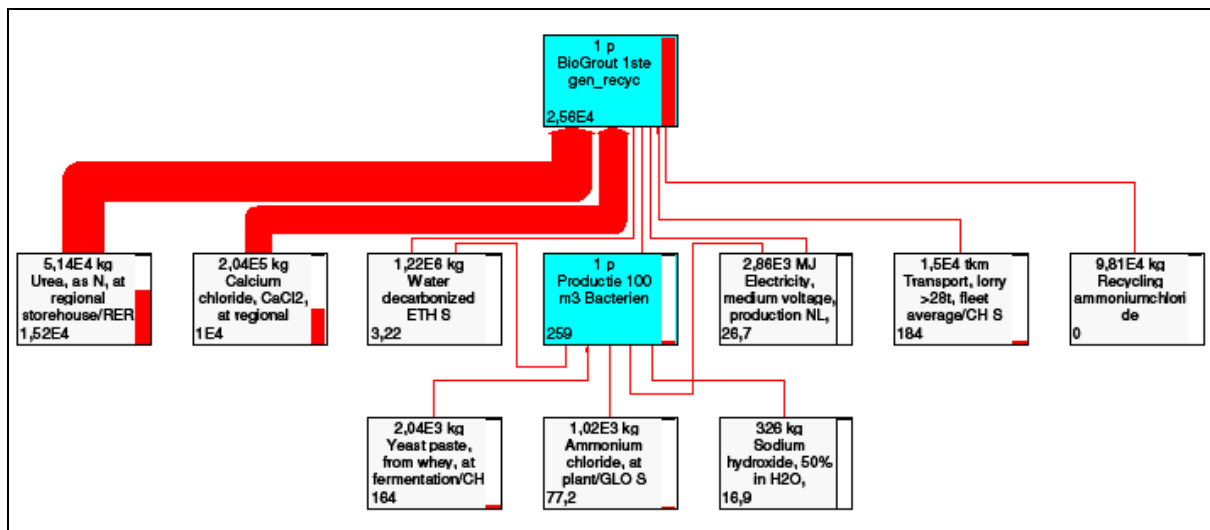 1 p
BioGrout 1ste
gen_recyc
2,56E4
5,14E4 kg
Urea, as N, at
regional
storehouse/RER
1,52E4
2,04E5 kg
Calcium
chloride, CaCl2,
at regional
1E4
1,22E6 kg
Water
decarbonized
ETH S
3,22
1 p
Productie 100
m3 Bacterien
259
2,86E3 MJ
Electricity,
medium voltage,
production NL,
26,7
1,5E4 tkm
Transport, lorry
>28t, fleet
average/CH S
184
9,81E4 kg
Recycling
ammoniumchlori
de
0
2,04E3 kg
Yeast paste,
from whey, at
fermentation/CH
164
1,02E3 kg
Ammonium
chloride, at
plant/GLO S
77,2
326 kg
Sodium
hydroxide, 50%
in H2O,
16,9